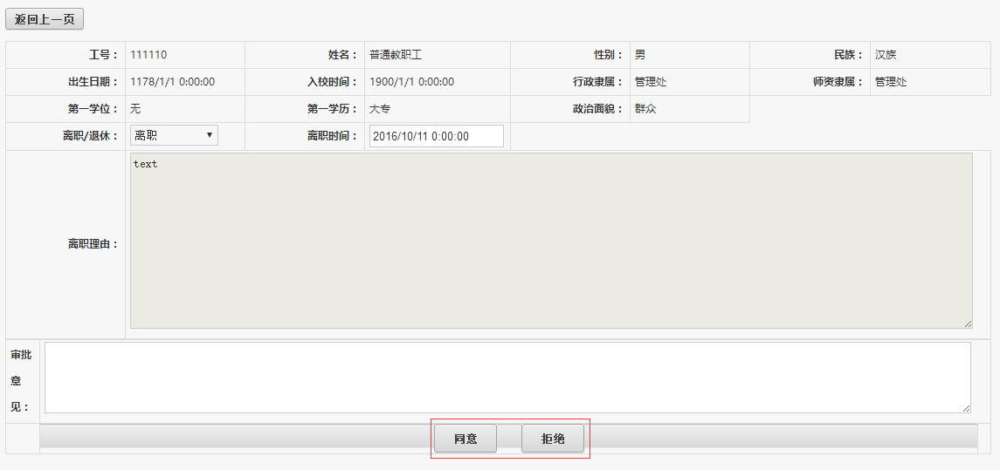 返回上一页
工号： 111110 姓名： 普通教职工 性别： 男 民族： 汉族
出生日期： 1178/1/1 0:00:00 入校时间： 1900/1/1 0:00:00 行政隶属： 管理处 师资隶属： 管理处
第一学位： 无 第一学历： 大专 政治面貌： 群众
离职/退休： 离职 离职时间： 2016/10/11 0:00:00
text
离职理由：
审批
意
见：
同意 拒绝